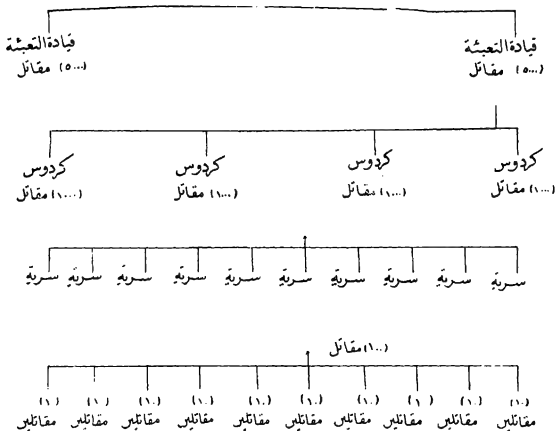 قيادة التعبئة قيادة التعبئة
(٥٠٠٠) مقاتل (٥٠٠٠) مقاتل
كردوس كردوس كردوس كردوس
(١٠٠٠) مقاتل (١٠٠٠) مقاتل (١٠٠٠) مقاتل (١٠٠٠) مقاتل
سرية سرية سرية سرية سرية سرية سرية سرية سرية سرية
(١٠٠) مقاتل
(١٠) (١٠) (١٠) (١٠) (١٠) (١٠) (١٠) (١٠) (١٠) (١٠)
مقاتلين مقاتلين مقاتلين مقاتلين مقاتلين مقاتلين مقاتلين مقاتلين مقاتلين مقاتلين